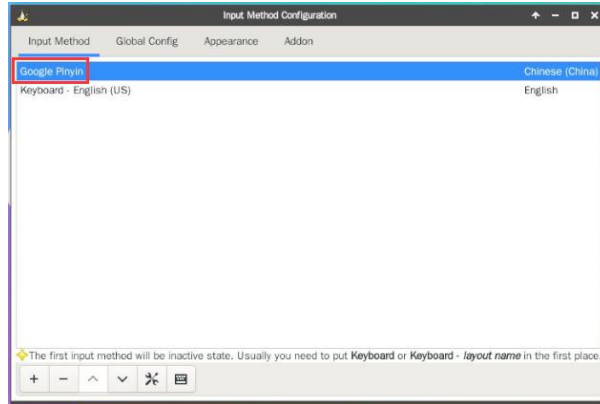 Input Method Configuration
Input Method Global Config Appearance Addon
Google Pinyin Chinese (China)
Keyboard - English (US) English
The first input method will be inactive state. Usually you need to put Keyboard or Keyboard - layout name in the first place.